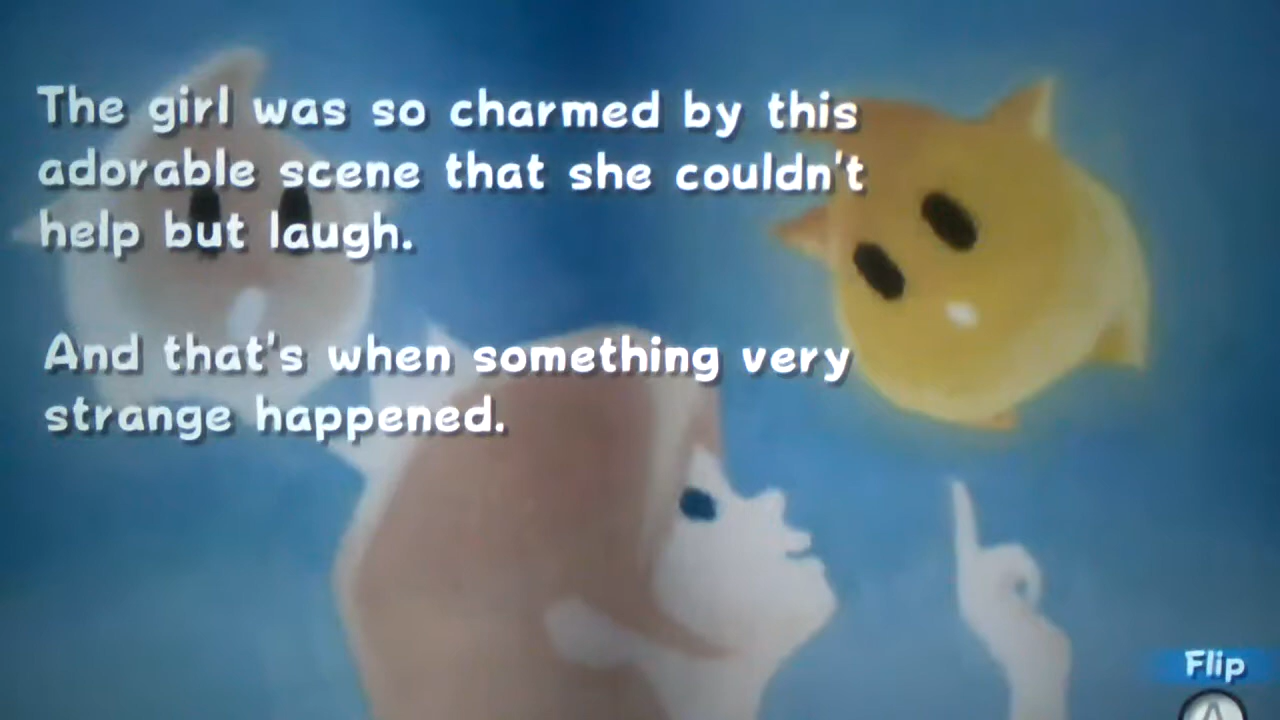 The girl was so charmed by this
adorable scene that she couldn't
help but laugh.
And that's when something very
strange happened.
Flip
A